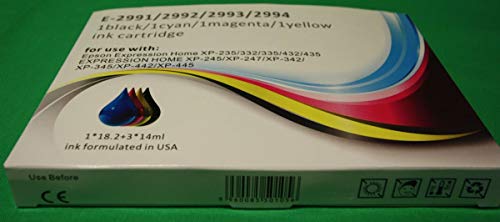 E-2991/2992/2993/2994
1black/1cyan/1magenta/1yellow
ink cartridge
for use with:
Epson Expression Home XP-235/332/335/432/435
EXPRESSION HOME XP-245/XP-247/XP-342/
XP-345/XP-442/XP-445
1*18.2+3*14ml
ink formulated in USA
Use Before
CE